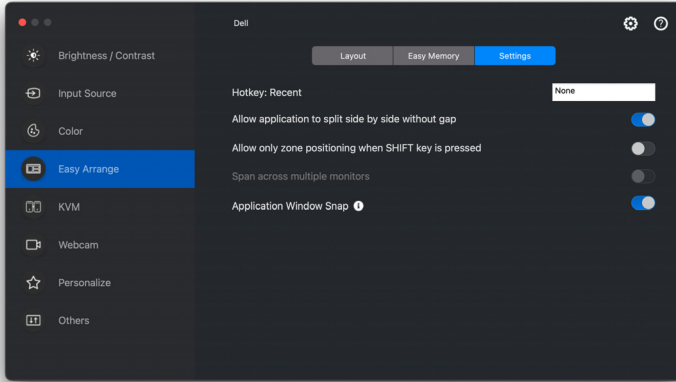 Dell
Brightness / Contrast
Input Source
Color
Easy Arrange
KVM
Webcam
Personalize
Others
Layout Easy Memory Settings
Hotkey: Recent None
Allow application to split side by side without gap
Allow only zone positioning when SHIFT key is pressed
Span across multiple monitors
Application Window Snap